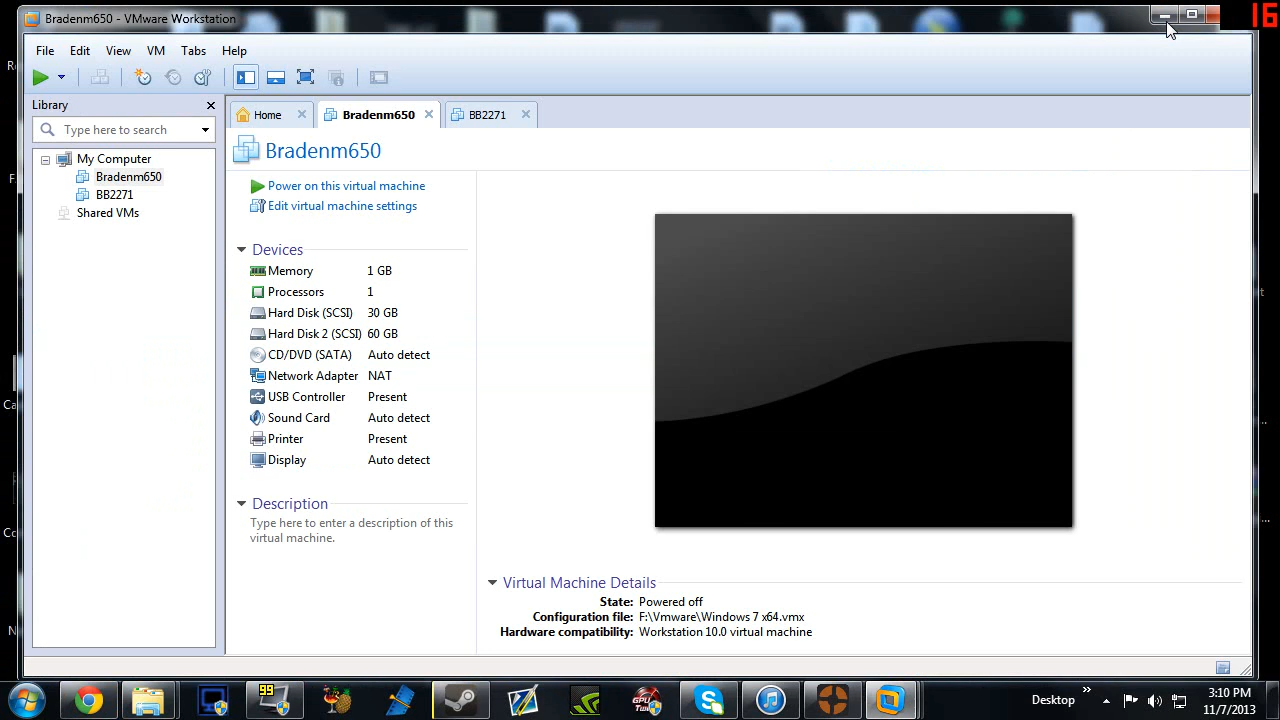 Bradenm650 - VMware Workstation
16
File Edit View VM Tabs Help
Library
Type here to search
My Computer
Bradenm650
BB2271
Shared VMs
Home Bradenm650 BB2271
Bradenm650
Power on this virtual machine
Edit virtual machine settings
Devices
Memory 1 GB
Processors 1
Hard Disk (SCSI) 30 GB
Hard Disk 2 (SCSI) 60 GB
CD/DVD (SATA) Auto detect
Network Adapter NAT
USB Controller Present
Sound Card Auto detect
Printer Present
Display Auto detect
Description
Type here to enter a description of this
virtual machine.
Virtual Machine Details
State: Powered off
Configuration file: F:\Vmware\Windows 7 x64.vmx
Hardware compatibility: Workstation 10.0 virtual machine
99
Desktop
3:10 PM
11/7/2013